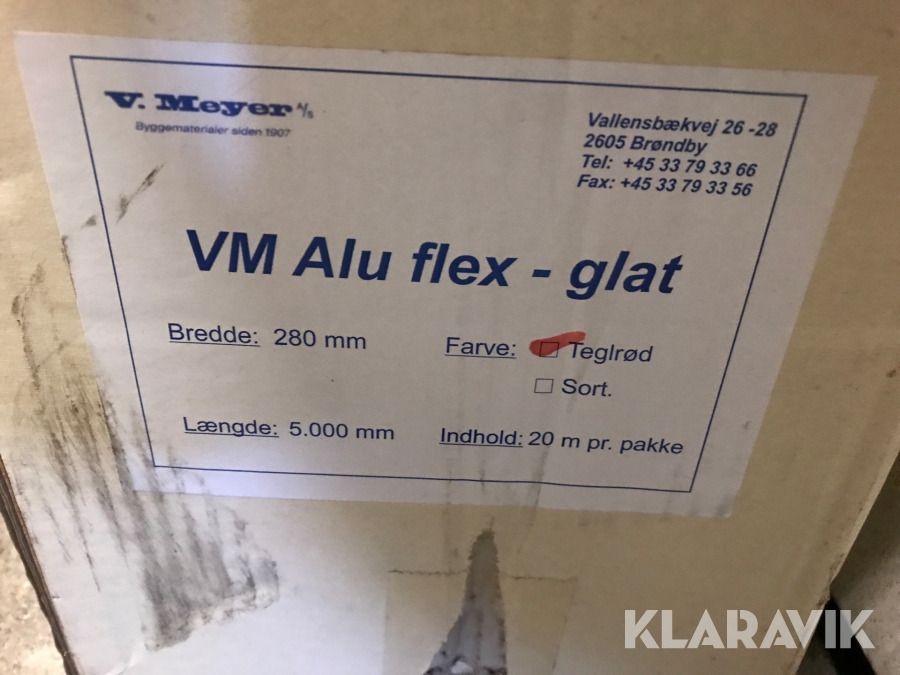 V. Meyer A/S
Byggematerialer siden 1907
Vallensbækvej 26 -28
2605 Brøndby
Tel: +45 33 79 33 66
Fax: +45 33 79 33 56
VM Alu flex - glat
Bredde: 280 mm
Farve: ☐ Teglrød
☐ Sort.
Længde: 5.000 mm
Indhold: 20 m pr. pakke
KLARAVIK